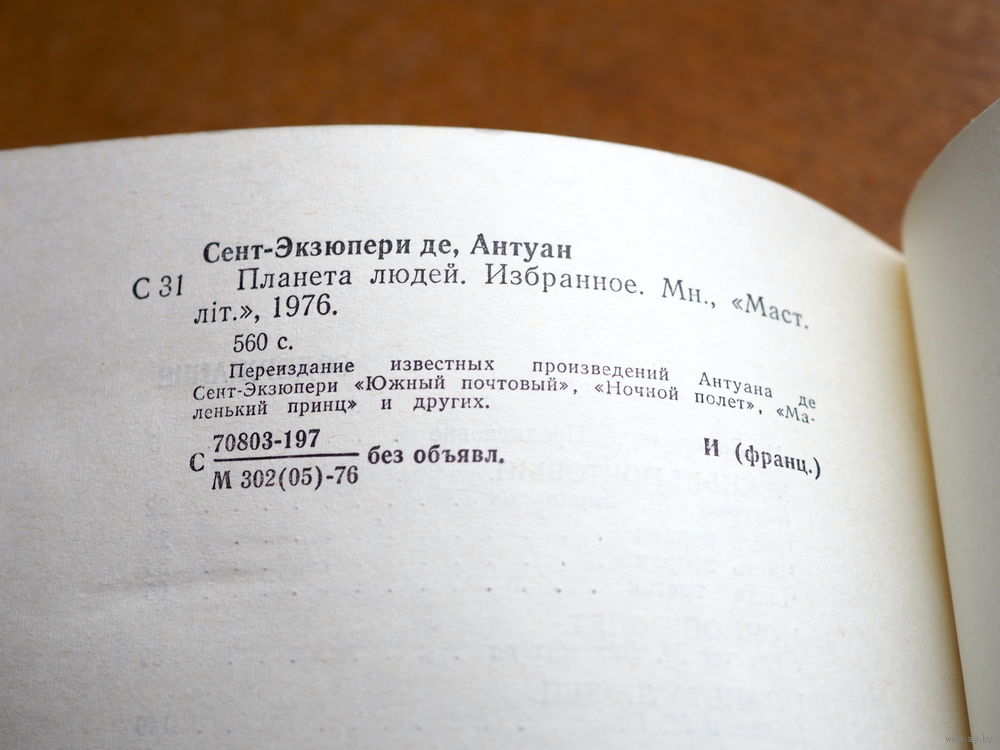 Сент-Экзюпери де, Антуан
С 31 Планета людей. Избранное. Мн., «Маст.
літ.», 1976.
560 с.
Переиздание известных произведений Антуана де
Сент-Экзюпери «Южный почтовый», «Ночной полет», «Ма-
ленький принц» и других.
С 70803-197 без объявл. И (франц.)
М 302(05)-76